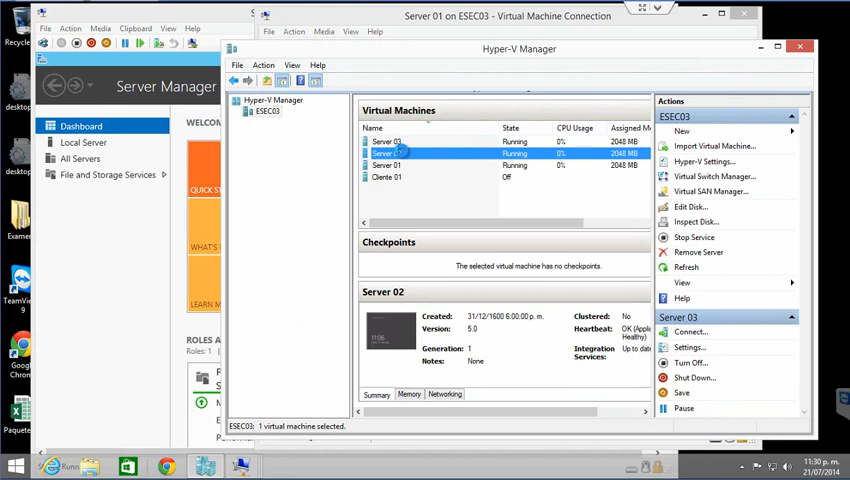 Server 01 on ESEC03 - Virtual Machine Connection
File Action Media Clipboard View Help
File Action Media View Help
Hyper-V Manager
File Action View Help
Server Manager
Dashboard
Local Server
All Servers
File and Storage Services
WELCOM
QUICK ST
WHAT'S
LEARN M
ROLES A
Roles: 1
Hyper-V Manager
ESEC03
Virtual Machines
Name State CPU Usage Assigned M
Server 03 Running 0% 2048 MB
Server Running 0% 2048 MB
Server 01 Running 0% 2048 MB
Cliente 01 Off
Checkpoints
The selected virtual machine has no checkpoints.
Server 02
11:06
Created: 31/12/1600 6:00:00 p. m. Clustered: No
Version: 5.0 Heartbeat: OK (Applic
Healthy)
Generation: 1 Integration Up to date
Services:
Notes: None
Summary Memory Networking
ESEC03: 1 virtual machine selected.
Actions
ESEC03
New
Import Virtual Machine...
Hyper-V Settings...
Virtual Switch Manager...
Virtual SAN Manager...
Edit Disk...
Inspect Disk...
Stop Service
Remove Server
Refresh
View
Help
Server 03
Connect...
Settings...
Turn Off...
Shut Down...
Save
Pause
Recycle
desktop
desktop
Examen
TeamView
9
Google
Chrom
Paquete
11:30 p. m.
21/07/2014